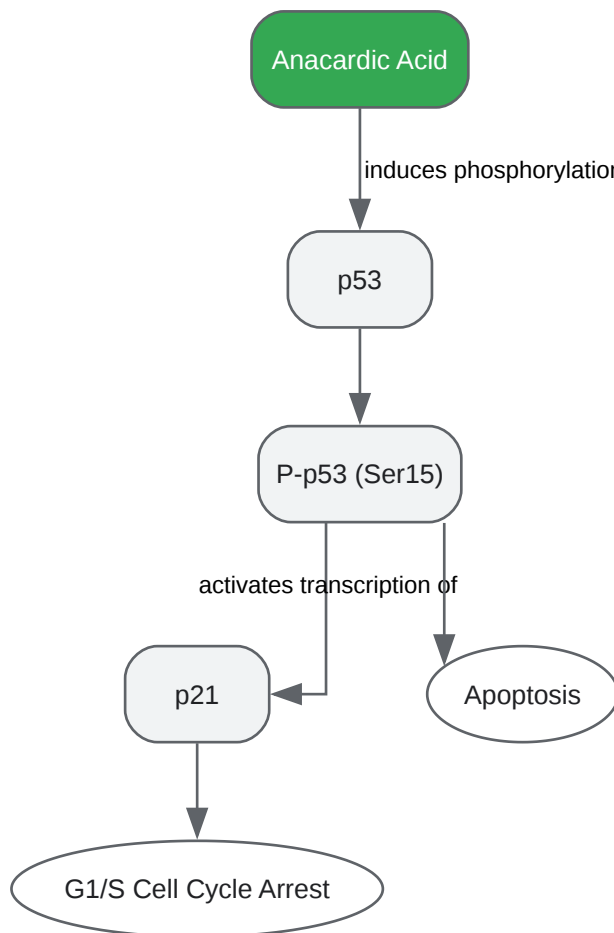 Anacardic Acid
induces phosphorylation
p53
P-p53 (Ser15)
activates transcription of
p21
Apoptosis
G1/S Cell Cycle Arrest